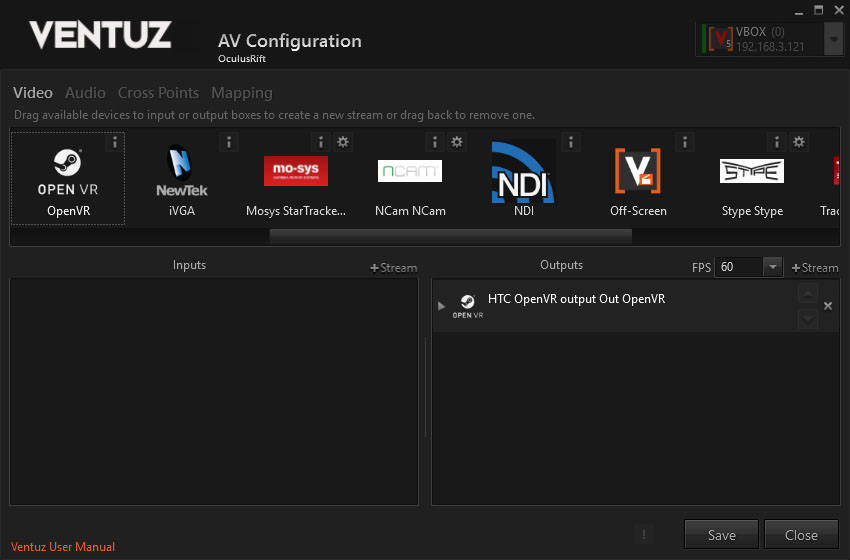 VENTUZ
AV Configuration
OculusRift
V5
VBOX (0)
192.168.3.121
Video Audio Cross Points Mapping
Drag available devices to input or output boxes to create a new stream or drag back to remove one.
OPEN VR
OpenVR
N
NewTek
iVGA
mo-sys
Mosys StarTracke...
NCAM
NCam NCam
NDI
NDI
V
Off-Screen
STYPE
Stype Stype
Trac
Inputs
+Stream
Outputs
FPS 60
+Stream
OPEN VR
HTC OpenVR output Out OpenVR
Ventuz User Manual
!
Save
Close